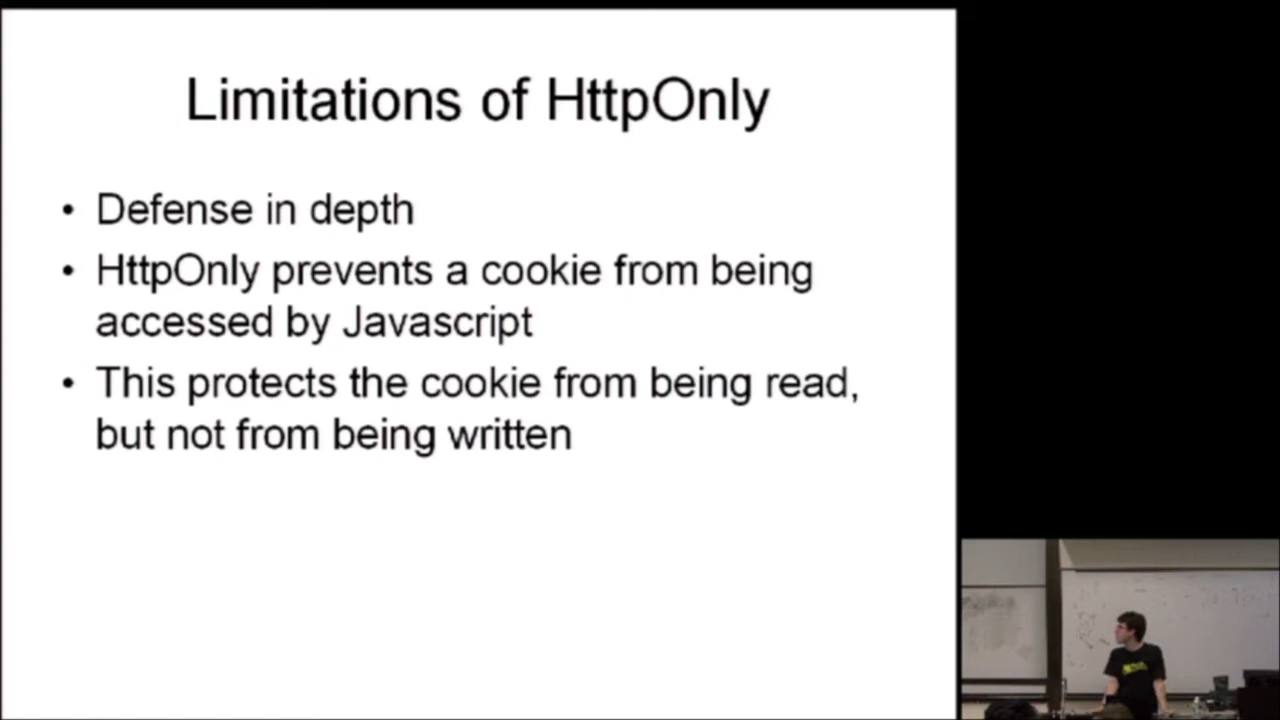 Limitations of HttpOnly
• Defense in depth
• HttpOnly prevents a cookie from being
accessed by Javascript
• This protects the cookie from being read,
but not from being written